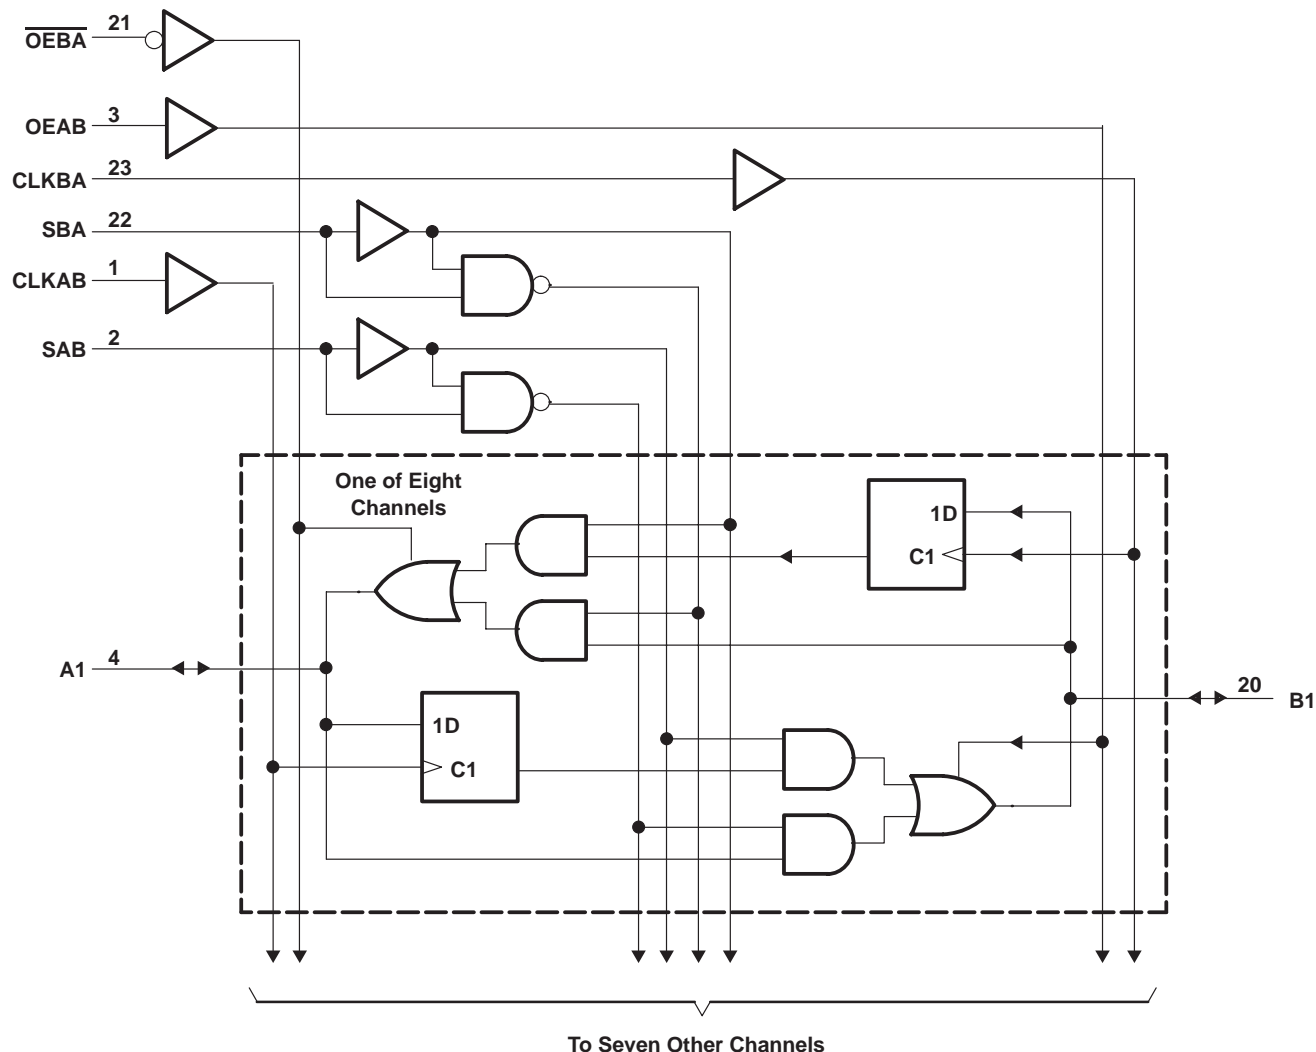 OEBA 21
OEAB 3
CLKBA 23
SBA 22
CLKAB 1
SAB 2
One of Eight
Channels
1D
C1
A1 4
20 B1
1D
C1
To Seven Other Channels